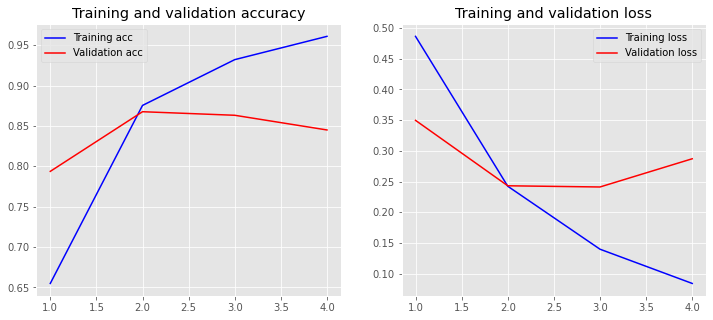 Training and validation accuracy
Training acc
Validation acc
0.95
0.90
0.85
0.80
0.75
0.70
0.65
1.0 1.5 2.0 2.5 3.0 3.5 4.0
Training and validation loss
Training loss
Validation loss
0.50
0.45
0.40
0.35
0.30
0.25
0.20
0.15
0.10
1.0 1.5 2.0 2.5 3.0 3.5 4.0